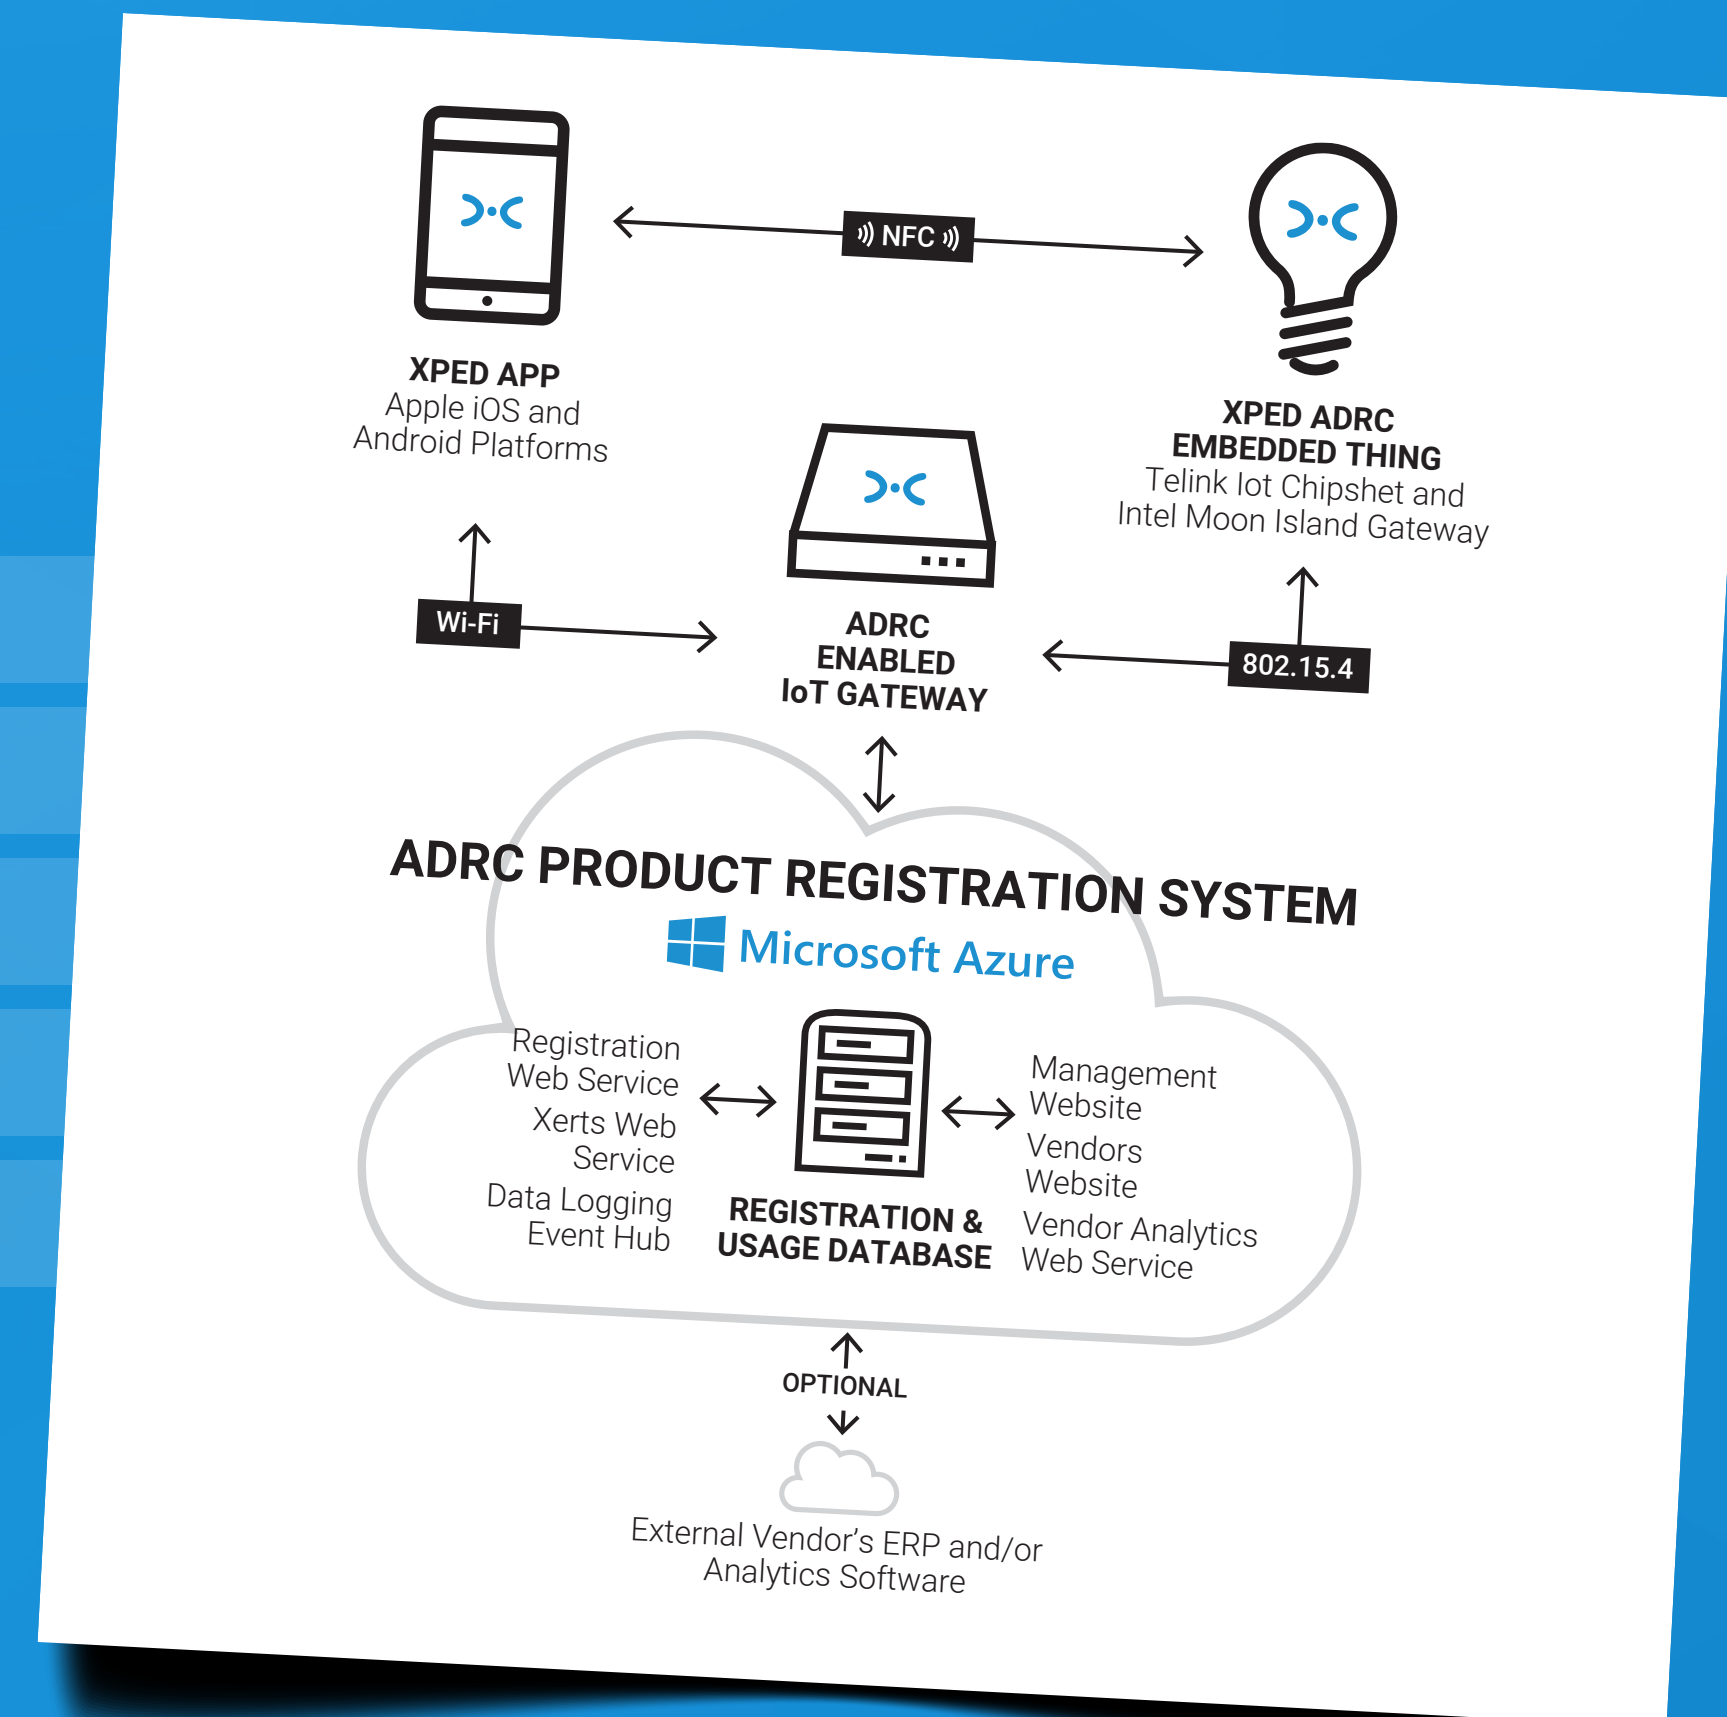 NFC
XPED APP
Apple iOS and
Android Platforms
XPED ADRC
EMBEDDED THING
Telink Iot Chipshet and
Intel Moon Island Gateway
Wi-Fi
ADRC
ENABLED
IoT GATEWAY
802.15.4
ADRC PRODUCT REGISTRATION SYSTEM
Microsoft Azure
Registration
Web Service
Xerts Web
Service
Data Logging
Event Hub
REGISTRATION &
USAGE DATABASE
Management
Website
Vendors
Website
Vendor Analytics
Web Service
OPTIONAL
External Vendor’s ERP and/or
Analytics Software